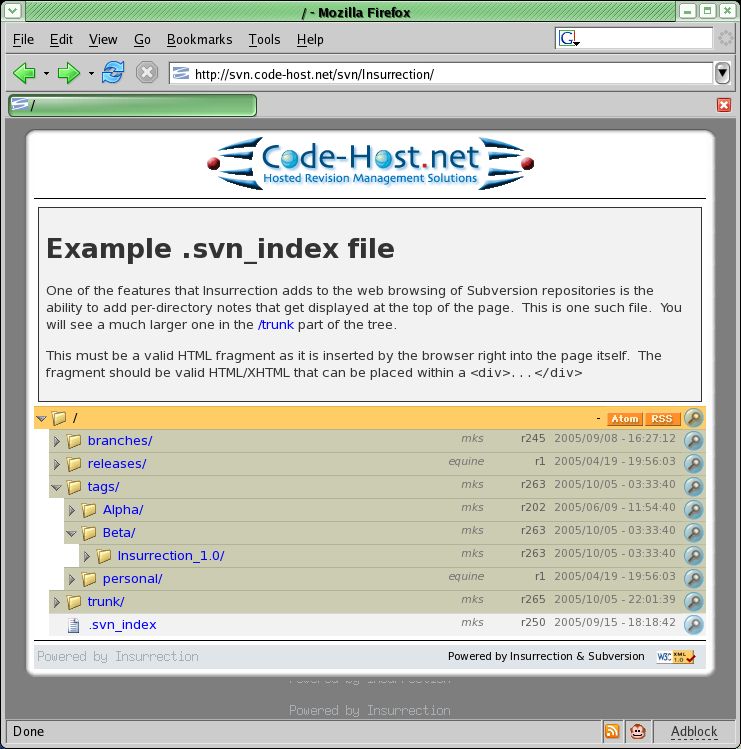 / - Mozilla Firefox
File Edit View Go Bookmarks Tools Help
G
http://svn.code-host.net/svn/Insurrection/
/
Code-Host.net
Hosted Revision Management Solutions
Example .svn_index file
One of the features that Insurrection adds to the web browsing of Subversion repositories is the
ability to add per-directory notes that get displayed at the top of the page. This is one such file. You
will see a much larger one in the /trunk part of the tree.
This must be a valid HTML fragment as it is inserted by the browser right into the page itself. The
fragment should be valid HTML/XHTML that can be placed within a <div>...</div>
/ - Atom RSS
branches/ mks r245 2005/09/08 - 16:27:12
releases/ equine r1 2005/04/19 - 19:56:03
tags/ mks r263 2005/10/05 - 03:33:40
Alpha/ mks r202 2005/06/09 - 11:54:40
Beta/ mks r263 2005/10/05 - 03:33:40
Insurrection_1.0/ mks r263 2005/10/05 - 03:33:40
personal/ equine r1 2005/04/19 - 19:56:03
trunk/ mks r265 2005/10/05 - 22:01:39
.svn_index mks r250 2005/09/15 - 18:18:42
Powered by Insurrection Powered by Insurrection & Subversion W3C XML 1.0
Powered by Insurrection
Powered by Insurrection
Done Adblock